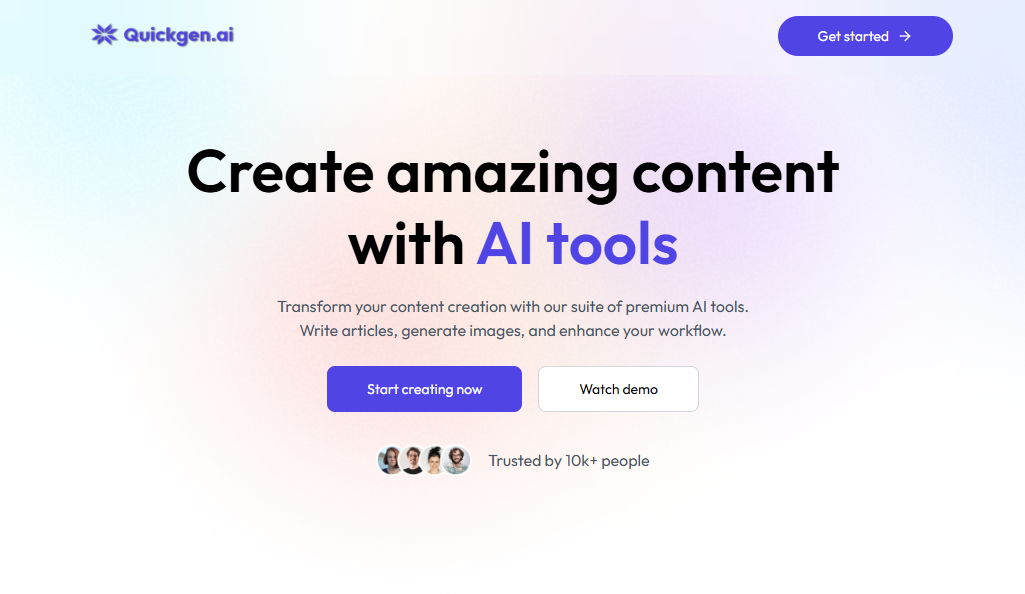 Quickgen.ai
Get started
Create amazing content
with AI tools
Transform your content creation with our suite of premium AI tools.
Write articles, generate images, and enhance your workflow.
Start creating now
Watch demo
Trusted by 10k+ people